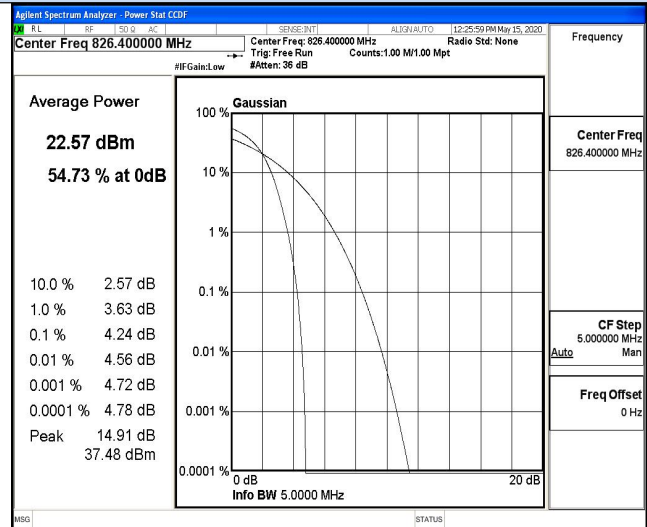 Agilent Spectrum Analyzer - Power Stat CCDF
RL RF 50 Ω AC SENSE:INT ALIGN AUTO 12:25:59 PM May 15, 2020
Center Freq 826.400000 MHz
Center Freq: 826.400000 MHz Radio Std: None
Trig: Free Run Counts:1.00 M/1.00 Mpt
#IFGain:Low #Atten: 36 dB
Frequency
Average Power
22.57 dBm
54.73 % at 0dB
10.0 % 2.57 dB
1.0 % 3.63 dB
0.1 % 4.24 dB
0.01 % 4.56 dB
0.001 % 4.72 dB
0.0001 % 4.78 dB
Peak 14.91 dB
37.48 dBm
Gaussian
100 %
10 %
1 %
0.1 %
0.01 %
0.001 %
0.0001 %
0 dB 20 dB
Info BW 5.0000 MHz
Center Freq
826.400000 MHz
CF Step
5.000000 MHz
Auto Man
Freq Offset
0 Hz
MSG STATUS